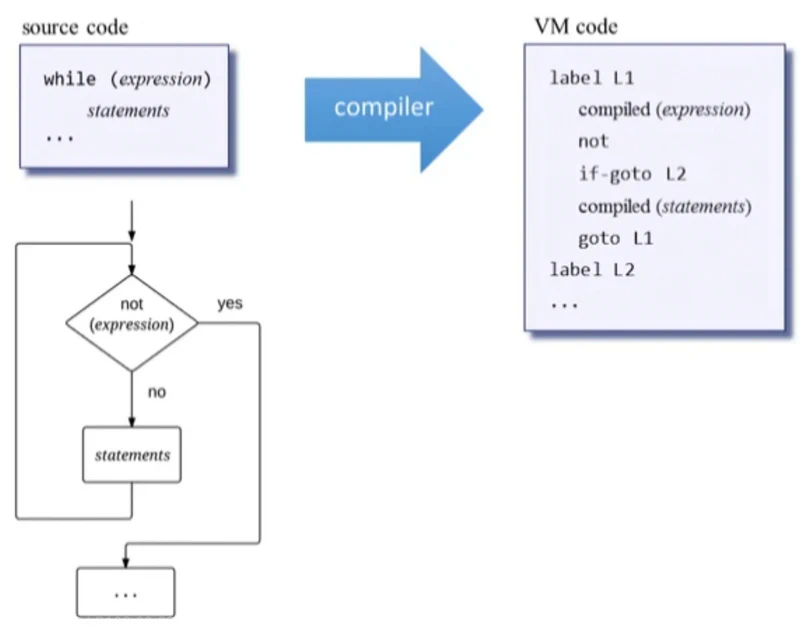 source code
while (expression)
statements
...
compiler
VM code
label L1
compiled (expression)
not
if-goto L2
compiled (statements)
goto L1
label L2
...
not
(expression)
yes
no
statements
...